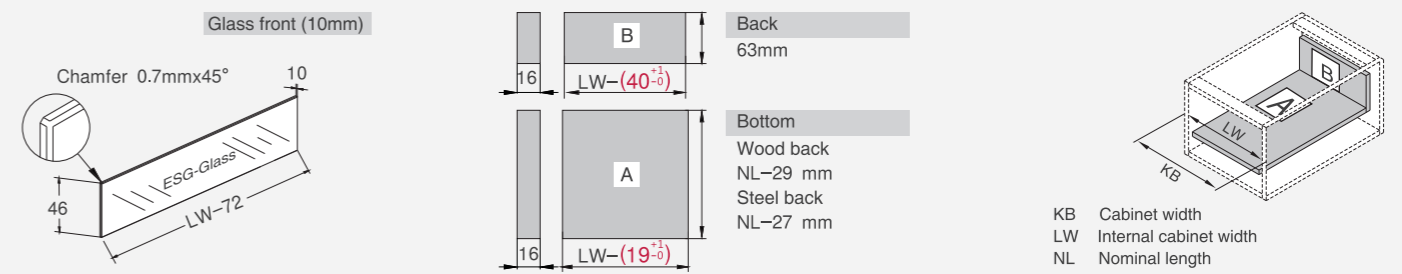 Glass front (10mm)
Chamfer 0.7mmx45°
10
ESG-Glass
46
LW-72
B
16
LW-(40+1-0)
Back
63mm
A
16
LW-(19+1-0)
Bottom
Wood back
NL-29 mm
Steel back
NL-27 mm
B
A
LW
KB
KB Cabinet width
LW Internal cabinet width
NL Nominal length